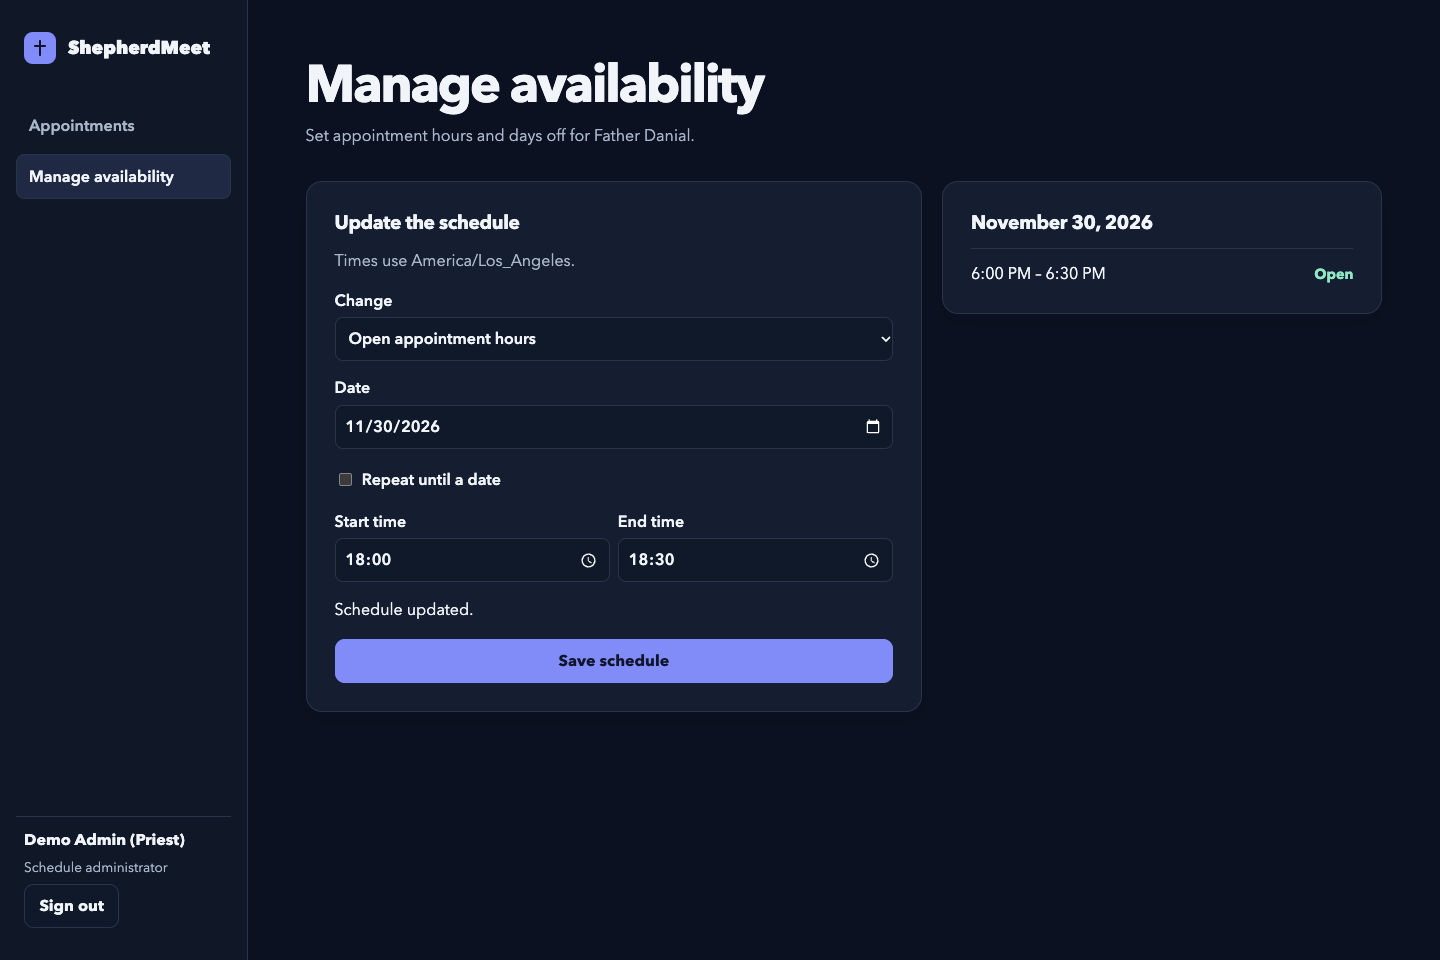 ShepherdMeet
Appointments
Manage availability
Demo Admin (Priest)
Schedule administrator
Sign out
Manage availability
Set appointment hours and days off for Father Danial.
Update the schedule
Times use America/Los_Angeles.
Change
Open appointment hours
Date
11/30/2026
Repeat until a date
Start time
End time
18:00
18:30
Schedule updated.
Save schedule
November 30, 2026
6:00 PM – 6:30 PM
Open